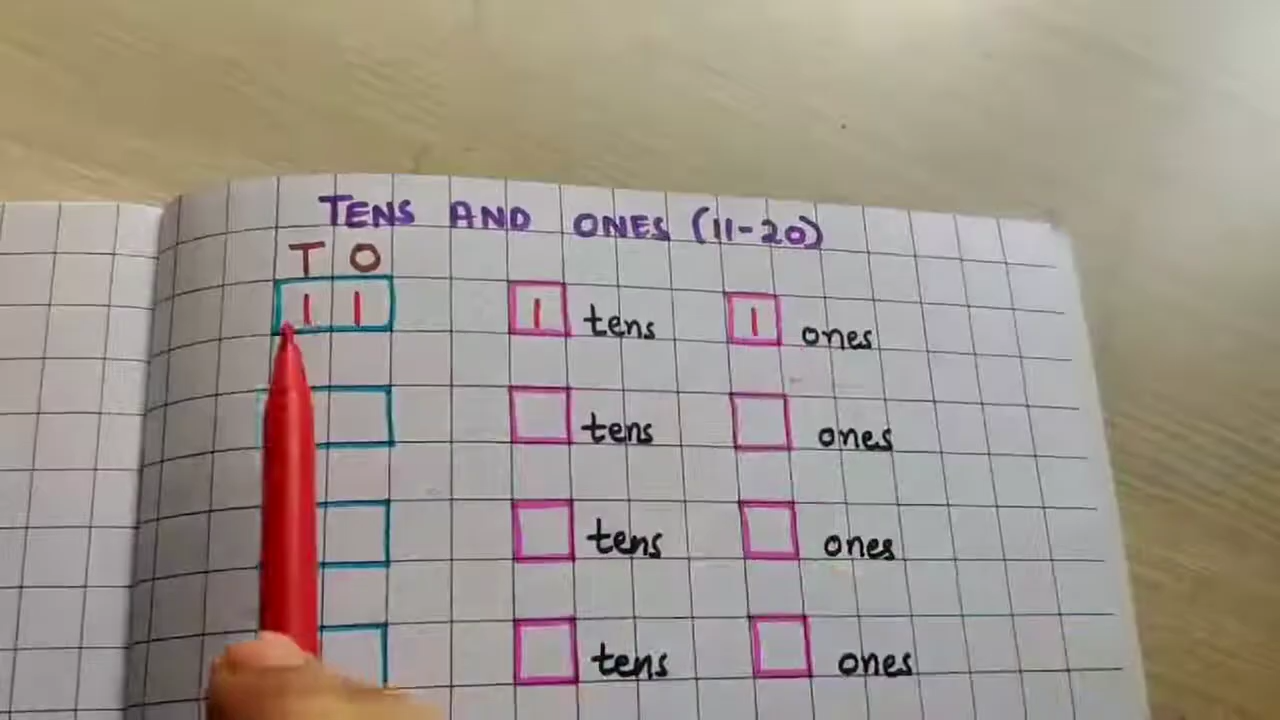 TENS AND ONES (11-20)
T O
1 1 1 tens 1 ones
tens ones
tens ones
tens ones